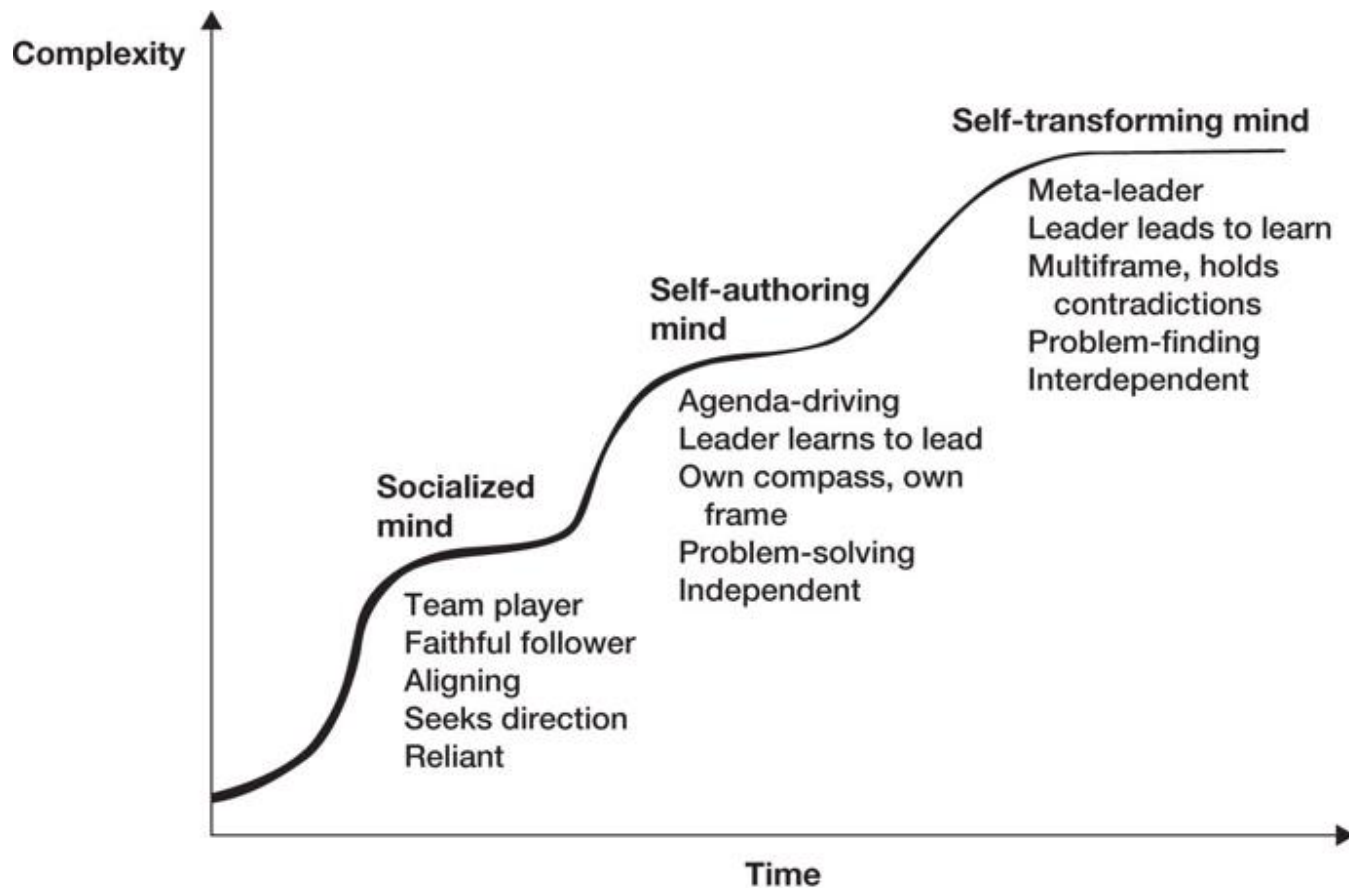 Complexity
Self-transforming mind
Meta-leader
Leader leads to learn
Multiframe, holds
contradictions
Problem-finding
Interdependent
Self-authoring
mind
Agenda-driving
Leader learns to lead
Own compass, own
frame
Problem-solving
Independent
Socialized
mind
Team player
Faithful follower
Aligning
Seeks direction
Reliant
Time